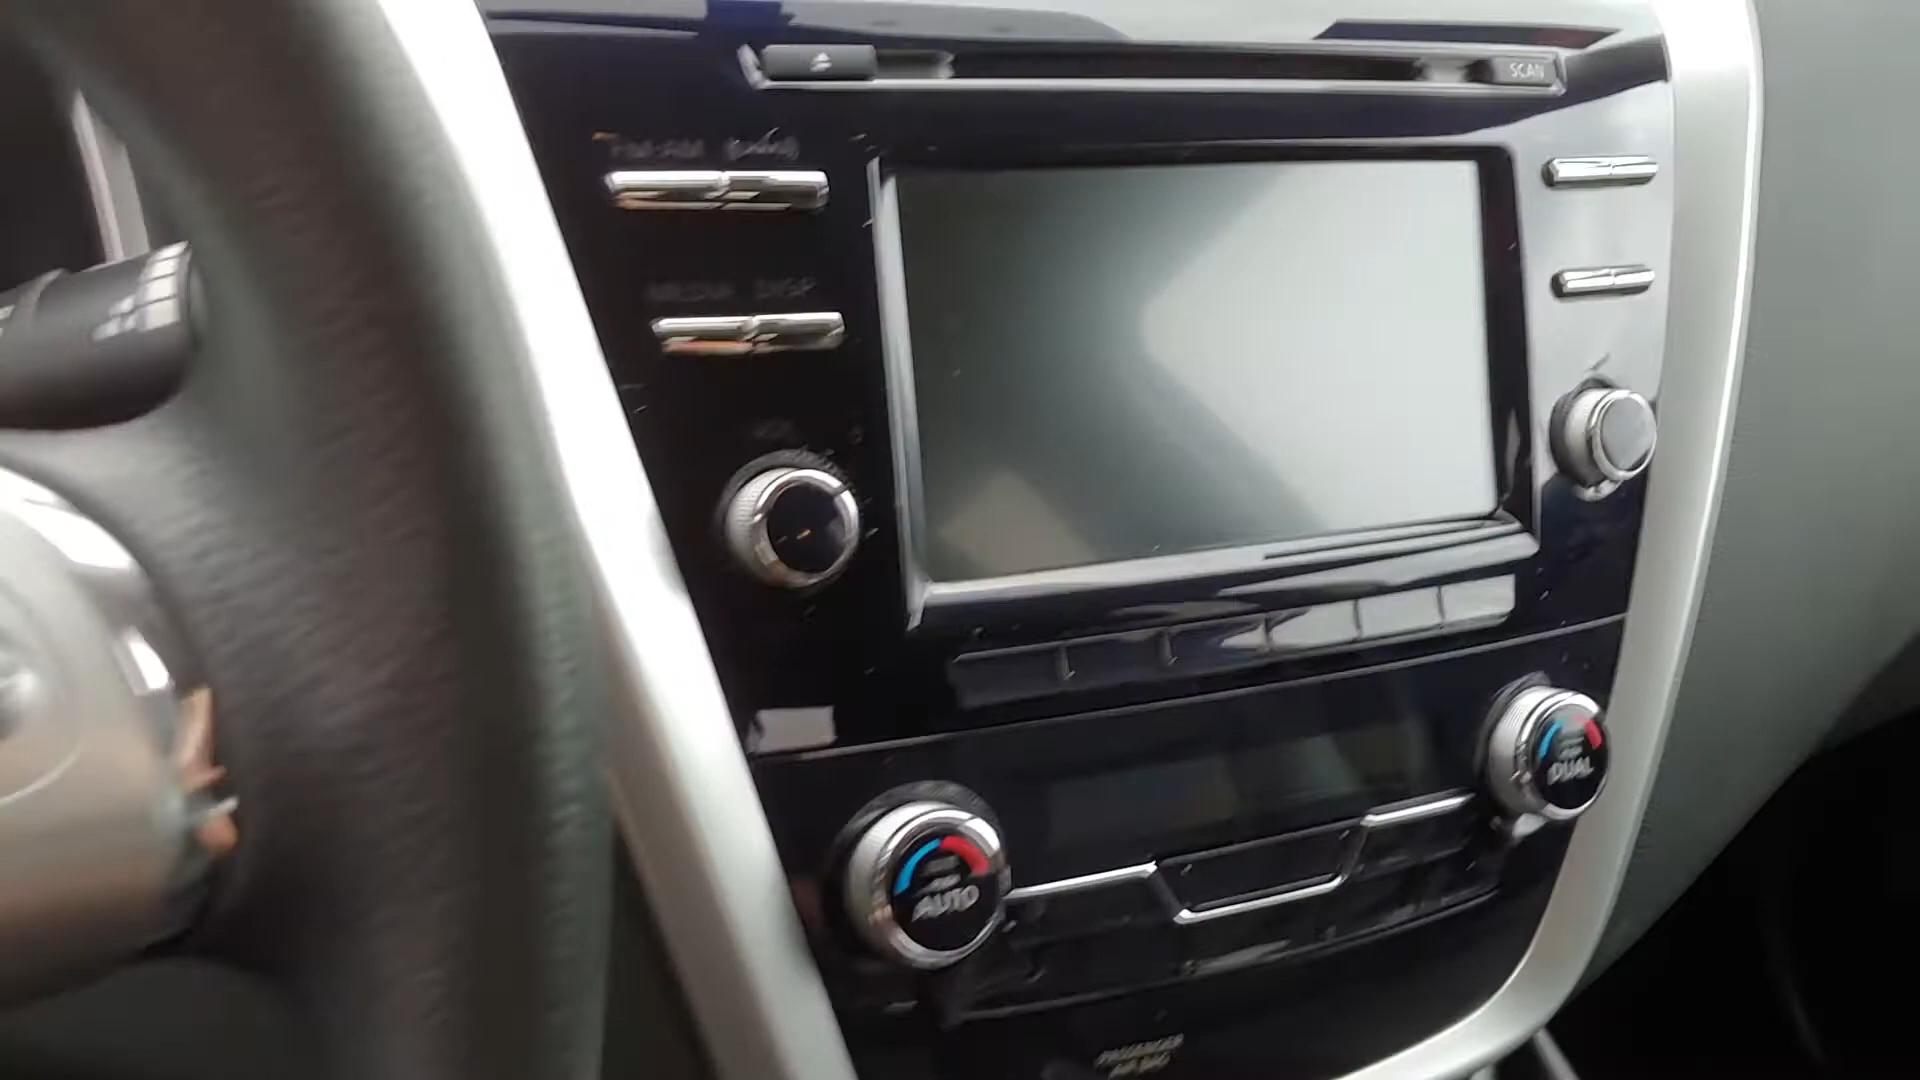 SCAN
FM·AM
MEDIA DISP
VOL
DUAL
AUTO
PASSENGER
AIR BAG